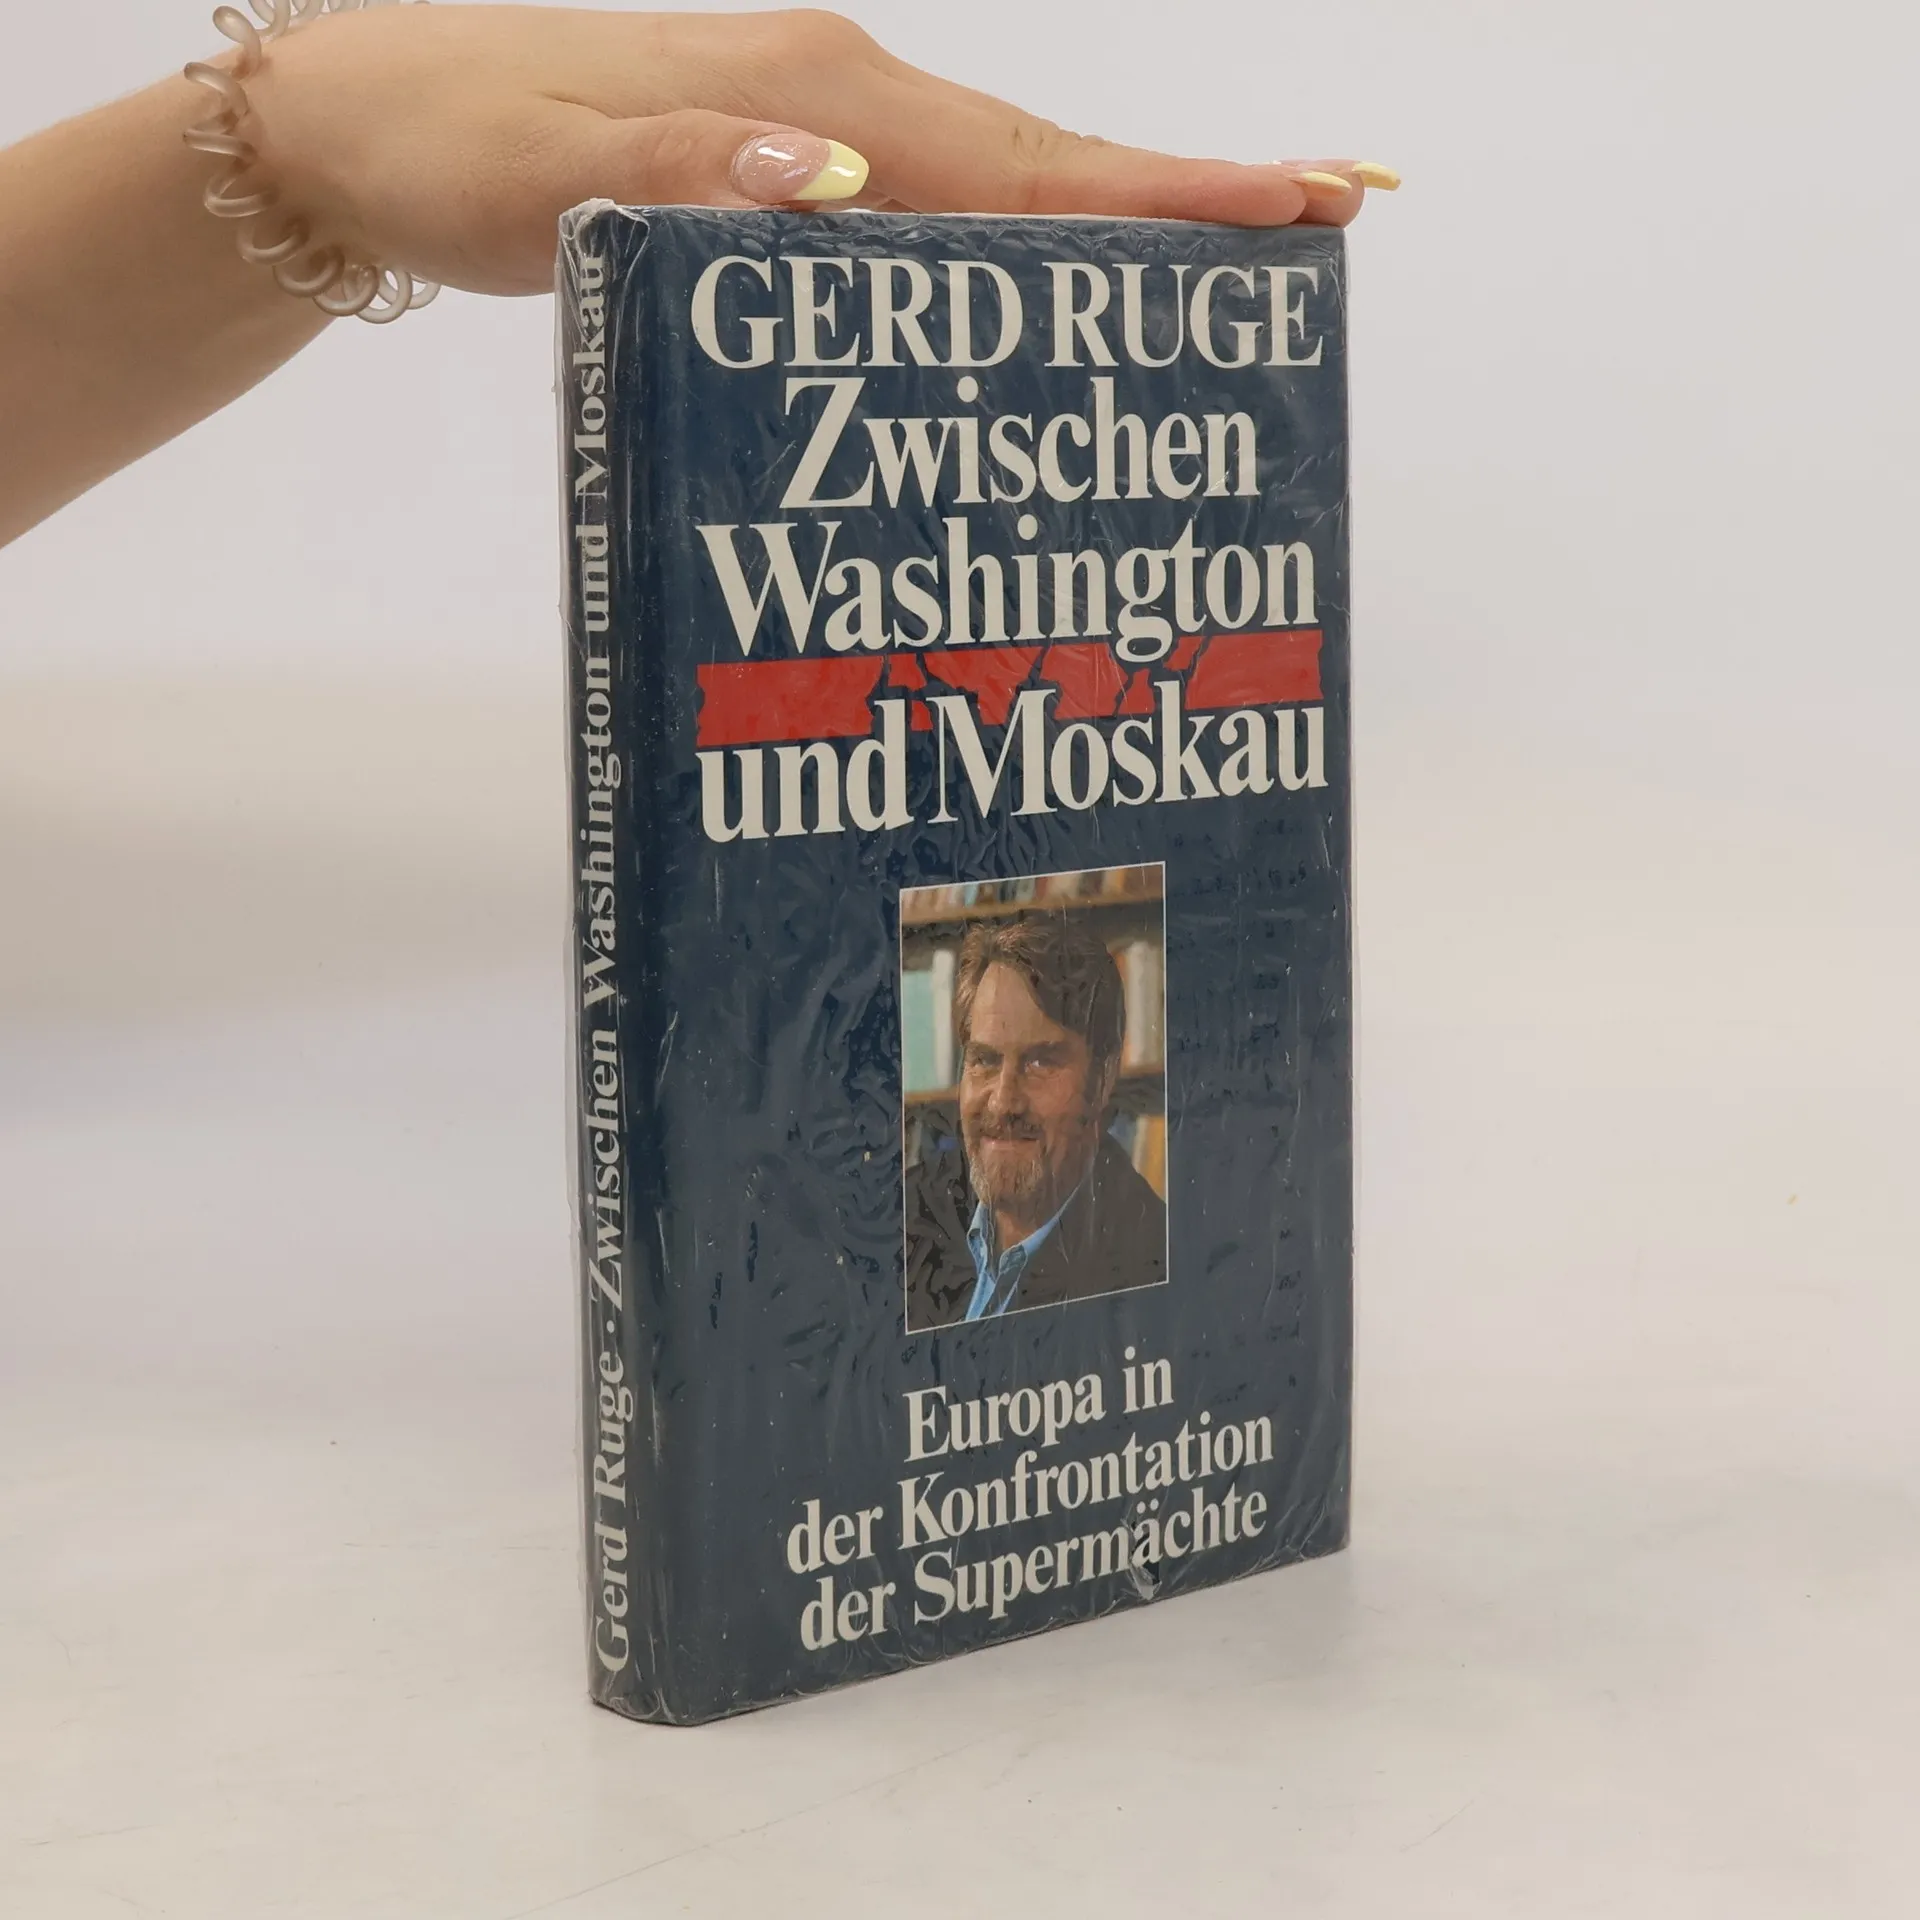 GERD RUGE
Zwischen
Washington
und Moskau
Europa in
der Konfrontation
der Supermächte
Gerd Ruge · Zwischen Washington und Moskau